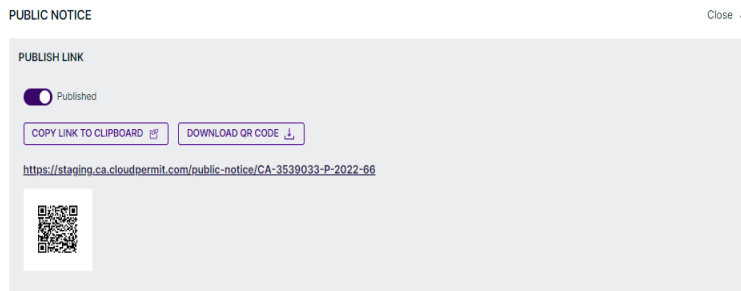 PUBLIC NOTICE
Close
PUBLISH LINK
Published
COPY LINK TO CLIPBOARD
DOWNLOAD QR CODE
https://staging.ca.cloudpermit.com/public-notice/CA-3539033-P-2022-66